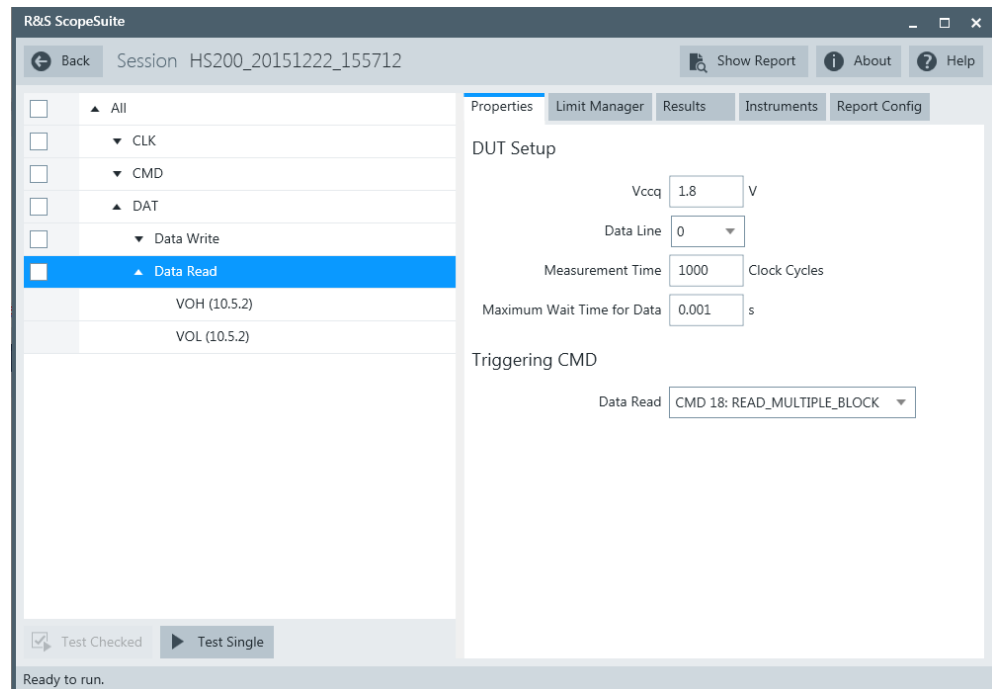 R&S ScopeSuite
Back Session HS200_20151222_155712 Show Report About Help
All
CLK
CMD
DAT
Data Write
Data Read
VOH (10.5.2)
VOL (10.5.2)
Test Checked Test Single
Properties Limit Manager Results Instruments Report Config
DUT Setup
Vccq 1.8 V
Data Line 0
Measurement Time 1000 Clock Cycles
Maximum Wait Time for Data 0.001 s
Triggering CMD
Data Read CMD 18: READ_MULTIPLE_BLOCK
Ready to run.